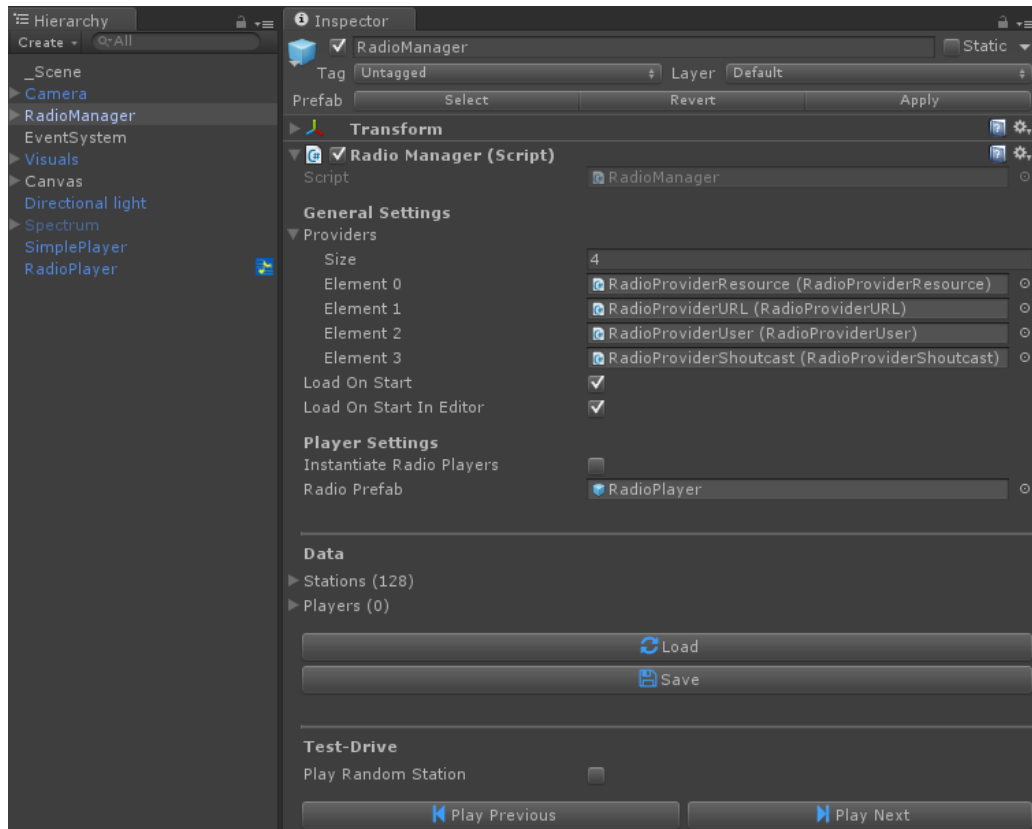 Hierarchy
Create
All
_Scene
Camera
RadioManager
EventSystem
Visuals
Canvas
Directional light
Spectrum
SimplePlayer
RadioPlayer
Inspector
RadioManager
Static
Tag Untagged Layer Default
Prefab Select Revert Apply
Transform
Radio Manager (Script)
Script RadioManager
General Settings
Providers
Size 4
Element 0 RadioProviderResource (RadioProviderResource)
Element 1 RadioProviderURL (RadioProviderURL)
Element 2 RadioProviderUser (RadioProviderUser)
Element 3 RadioProviderShoutcast (RadioProviderShoutcast)
Load On Start
Load On Start In Editor
Player Settings
Instantiate Radio Players
Radio Prefab RadioPlayer
Data
Stations (128)
Players (0)
Load
Save
Test-Drive
Play Random Station
Play Previous Play Next